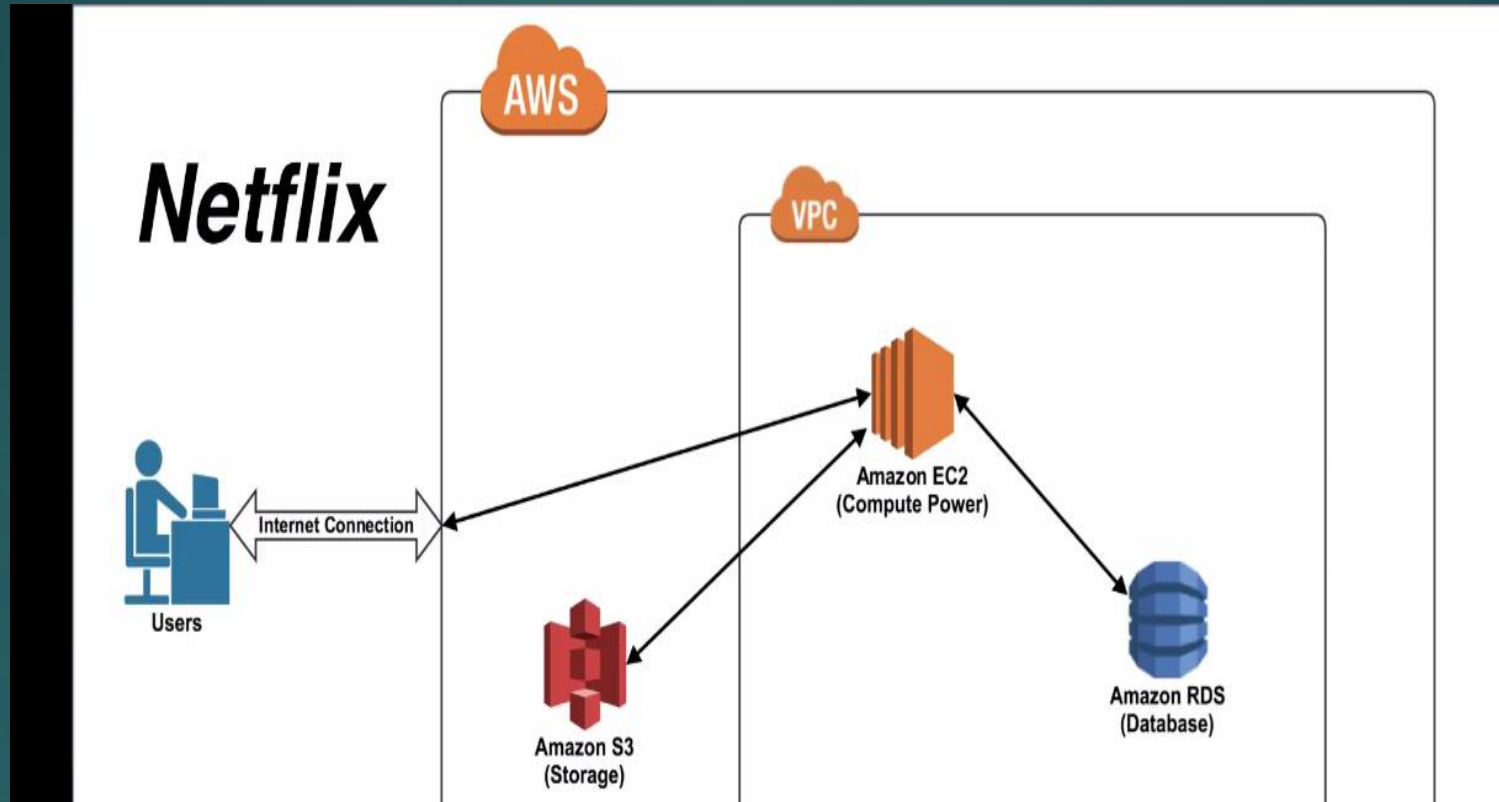 AWS
Netflix
VPC
Amazon EC2
(Compute Power)
Internet Connection
Users
Amazon RDS
(Database)
Amazon S3
(Storage)